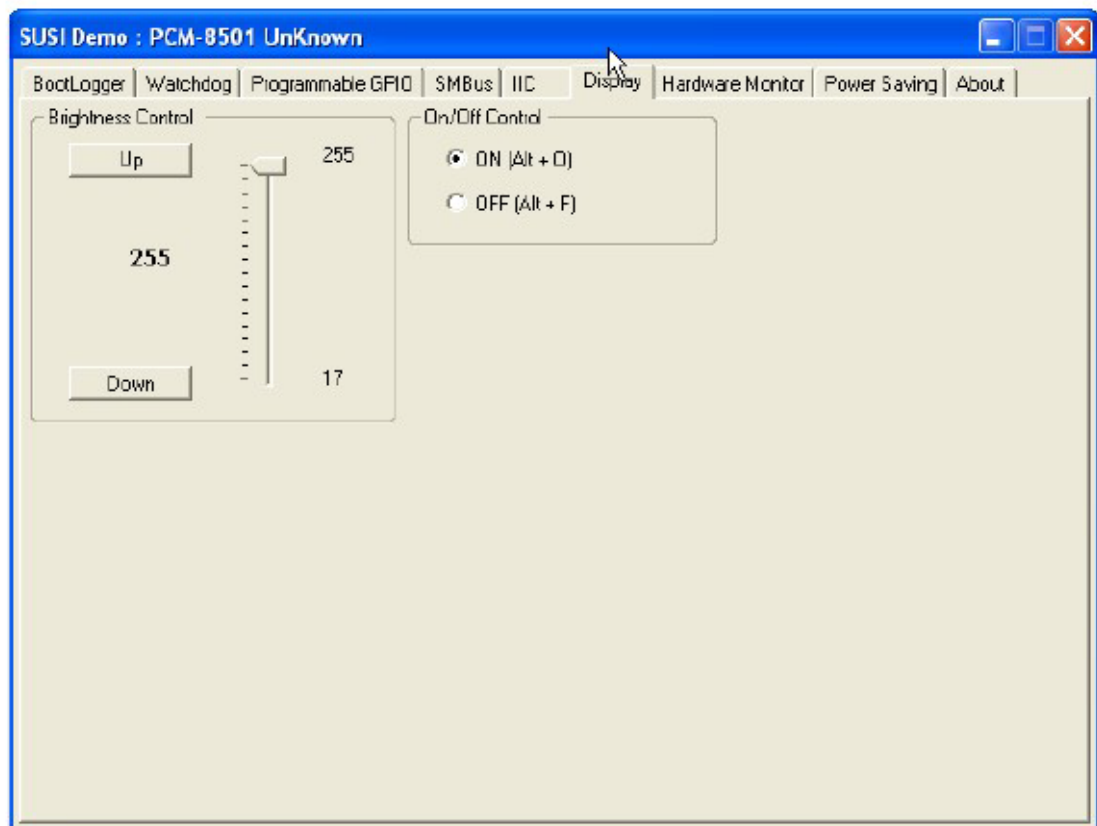 SUSI Demo : PCM-8501 UnKnown
BootLogger Watchdog Programmable GPIO SMBus IIC Display Hardware Monitor Power Saving About
Brightness Control
Up
255
255
Down
17
On/Off Control
ON (Alt + O)
OFF (Alt + F)